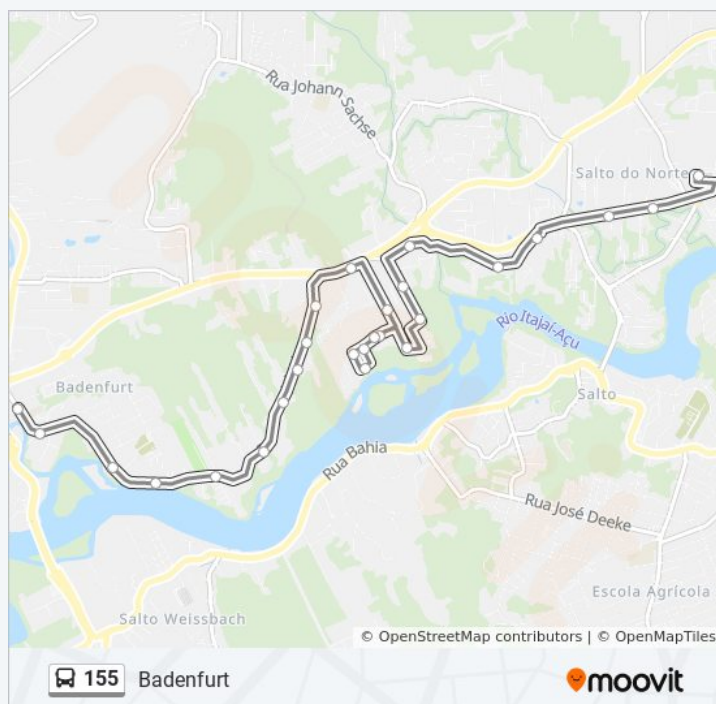 Rua Johann Sachse
Salto do Norte
Rio Itajaí-Açu
Badenfurt
Salto
Rua Bahia
Rua José Deeke
Escola Agrícola
Salto Weissbach
© OpenStreetMap contributors | © OpenMapTiles
155 Badenfurt
moovit